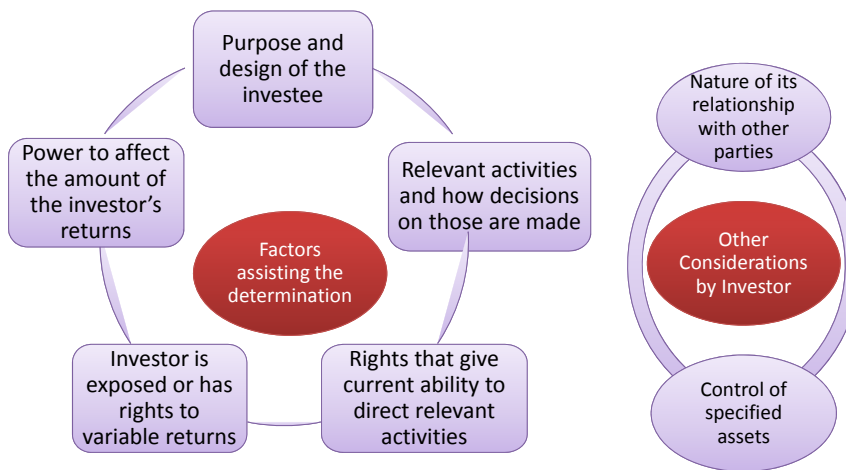 Purpose and
design of the
investee
Relevant activities
and how decisions
on those are made
Rights that give
current ability to
direct relevant
activities
Investor is
exposed or has
rights to
variable returns
Power to affect
the amount of
the investor's
returns
Factors
assisting the
determination
Nature of its
relationship
with other
parties
Other
Considerations
by Investor
Control of
specified
assets